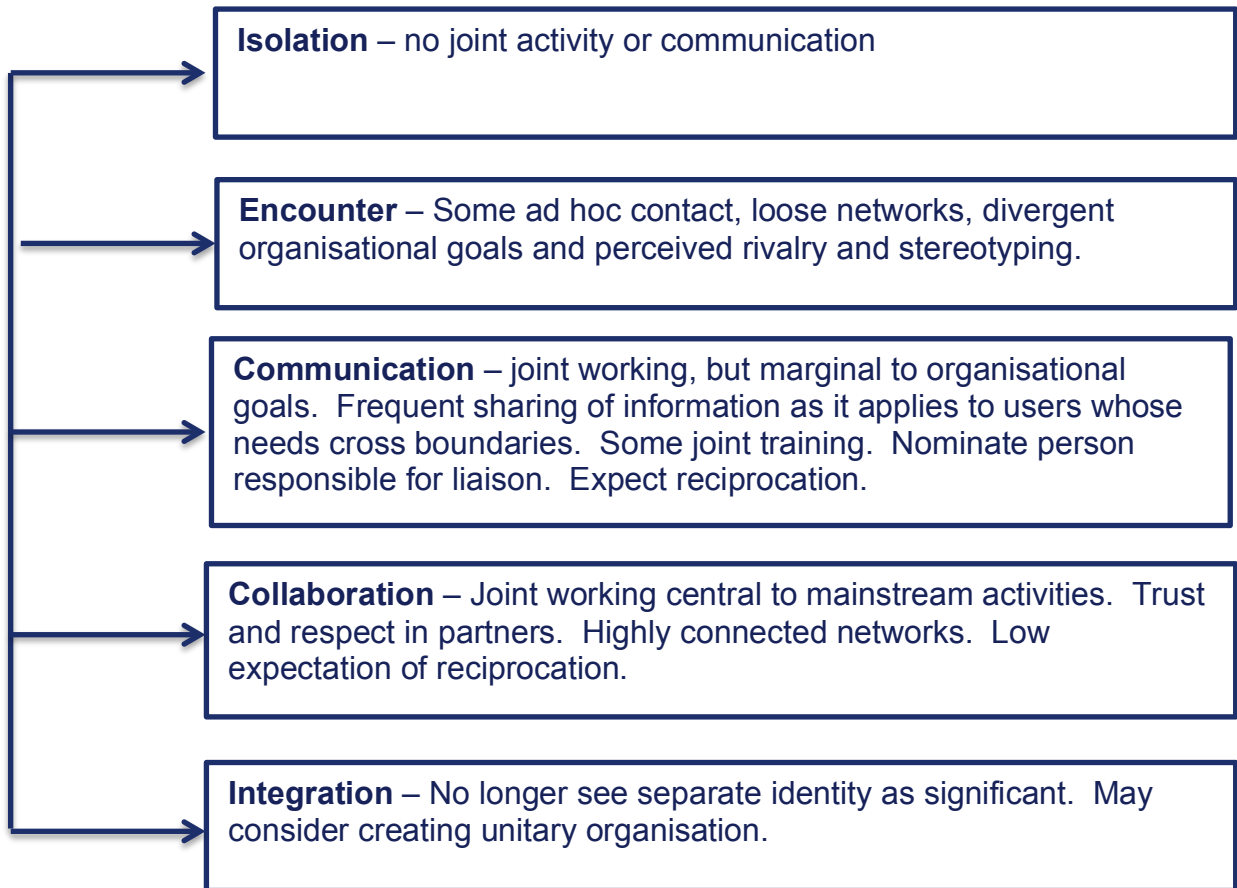 Isolation – no joint activity or communication
Encounter – Some ad hoc contact, loose networks, divergent
organisational goals and perceived rivalry and stereotyping.
Communication – joint working, but marginal to organisational
goals.  Frequent sharing of information as it applies to users whose
needs cross boundaries.  Some joint training.  Nominate person
responsible for liaison.  Expect reciprocation.
Collaboration – Joint working central to mainstream activities.  Trust
and respect in partners.  Highly connected networks.  Low
expectation of reciprocation.
Integration – No longer see separate identity as significant.  May
consider creating unitary organisation.